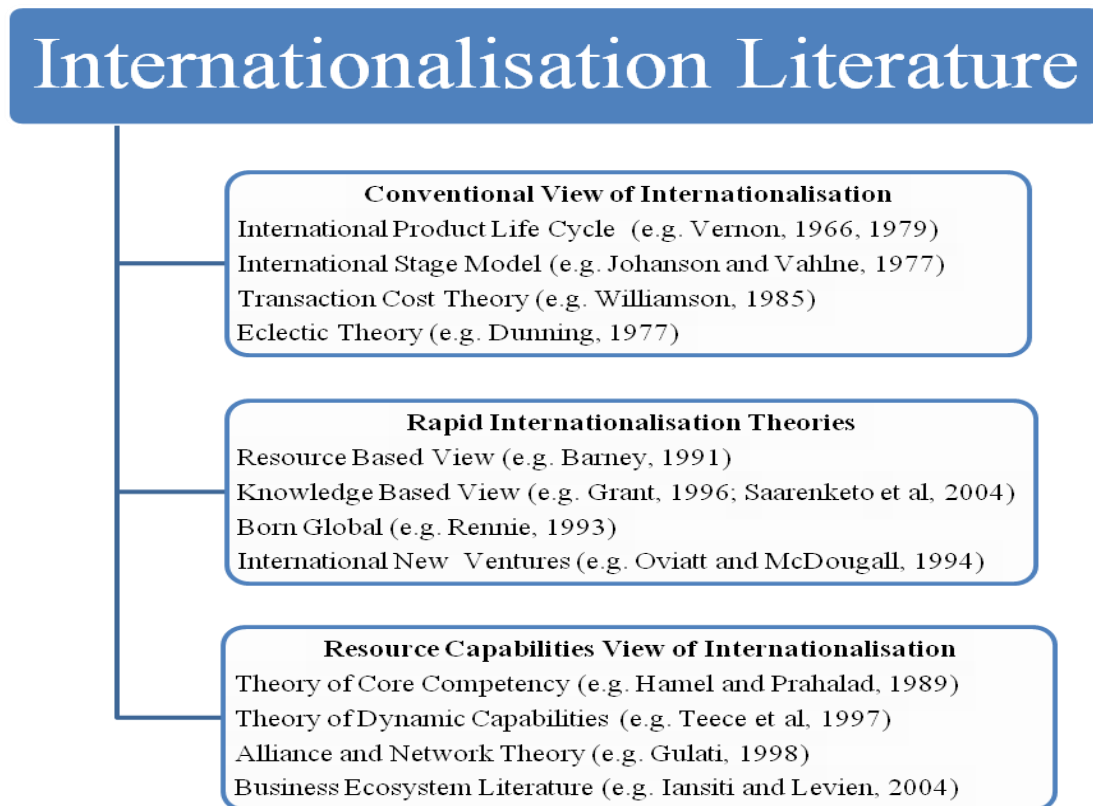 Internationalisation Literature
Conventional View of Internationalisation
International Product Life Cycle (e.g. Vernon, 1966, 1979)
International Stage Model (e.g. Johanson and Vahlne, 1977)
Transaction Cost Theory (e.g. Williamson, 1985)
Eclectic Theory (e.g. Dunning, 1977)
Rapid Internationalisation Theories
Resource Based View (e.g. Barney, 1991)
Knowledge Based View (e.g. Grant, 1996; Saarenketo et al, 2004)
Born Global (e.g. Rennie, 1993)
International New Ventures (e.g. Oviatt and McDougall, 1994)
Resource Capabilities View of Internationalisation
Theory of Core Competency (e.g. Hamel and Prahalad, 1989)
Theory of Dynamic Capabilities (e.g. Teece et al, 1997)
Alliance and Network Theory (e.g. Gulati, 1998)
Business Ecosystem Literature (e.g. Iansiti and Levien, 2004)